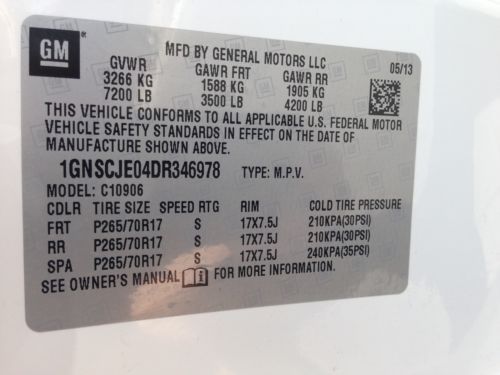 GM
MFD BY GENERAL MOTORS LLC
GVWR GAWR FRT GAWR RR 05/13
3266 KG 1588 KG 1905 KG
7200 LB 3500 LB 4200 LB
THIS VEHICLE CONFORMS TO ALL APPLICABLE U.S. FEDERAL MOTOR
VEHICLE SAFETY STANDARDS IN EFFECT ON THE DATE OF
MANUFACTURE SHOWN ABOVE.
1GNSCJE04DR346978 TYPE: M.P.V.
MODEL: C10906
CDLR TIRE SIZE SPEED RTG RIM COLD TIRE PRESSURE
FRT P265/70R17 S 17X7.5J 210KPA(30PSI)
RR P265/70R17 S 17X7.5J 210KPA(30PSI)
SPA P265/70R17 S 17X7.5J 240KPA(35PSI)
SEE OWNER'S MANUAL FOR MORE INFORMATION.